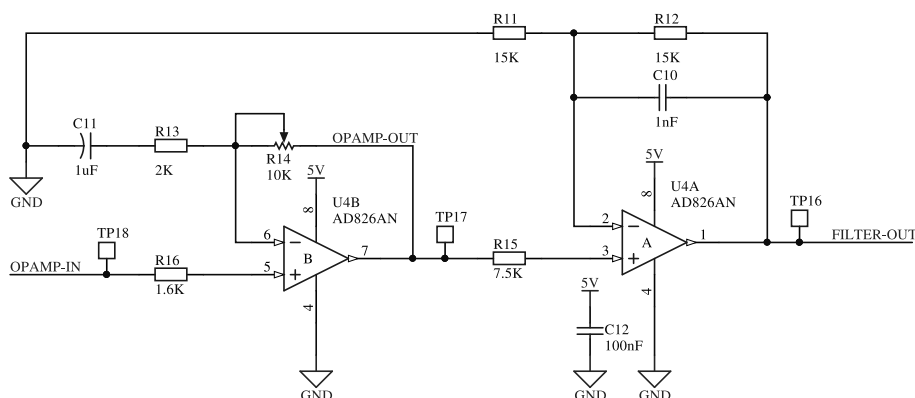 R11
R12
15K
15K
C10
1nF
C11
R13
1uF
2K
R14
10K
OPAMP-OUT
5V
8
U4B
AD826AN
5V
8
U4A
AD826AN
GND
TP18
OPAMP-IN
R16
1.6K
6
5
B
7
4
TP17
R15
7.5K
2
3
A
1
4
TP16
FILTER-OUT
5V
C12
100nF
GND
GND
GND